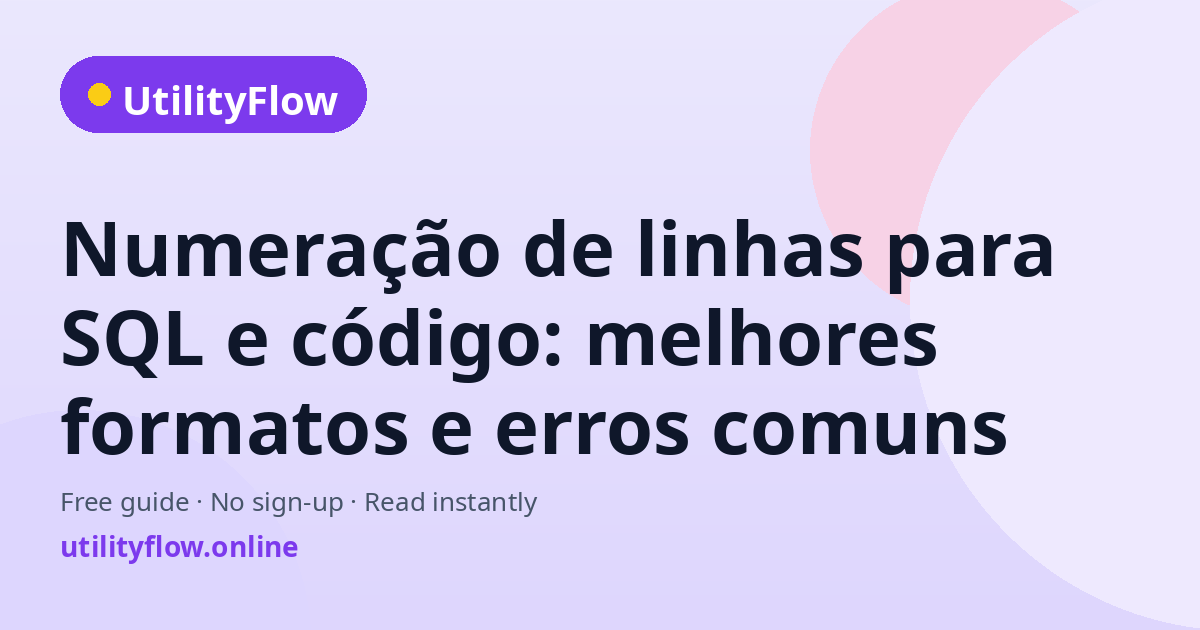 UtilityFlow
Numeração de linhas para
SQL e código: melhores
formatos e erros comuns
Free guide · No sign-up · Read instantly
utilityflow.online